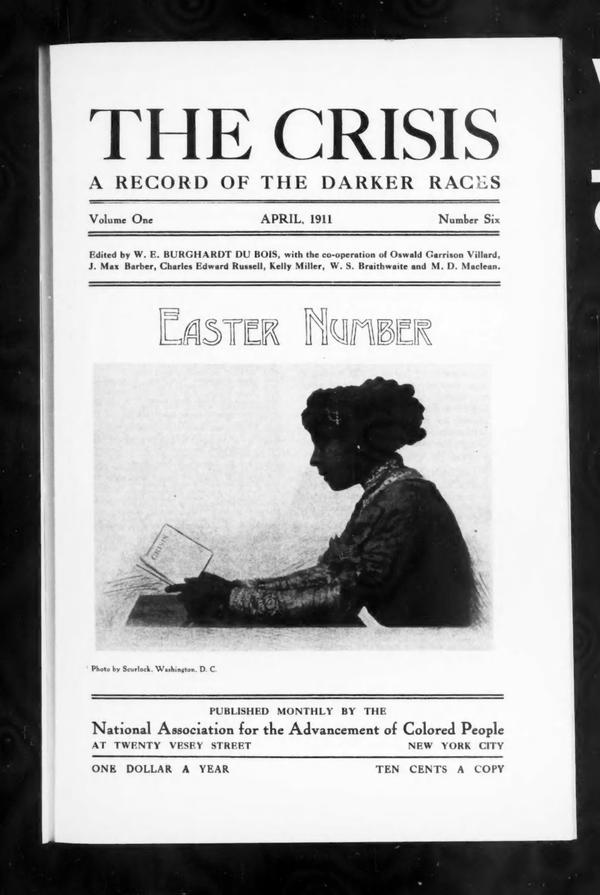 THE CRISIS
A RECORD OF THE DARKER RACES
Volume One APRIL, 1911 Number Six
Edited by W. E. BURGHARDT DU BOIS, with the co-operation of Oswald Garrison Villard,
J. Max Barber, Charles Edward Russell, Kelly Miller, W. S. Braithwaite and M. D. Maclean.
EASTER NUMBER
CRISIS
Photo by Scurlock, Washington, D. C.
PUBLISHED MONTHLY BY THE
National Association for the Advancement of Colored People
AT TWENTY VESEY STREET NEW YORK CITY
ONE DOLLAR A YEAR TEN CENTS A COPY